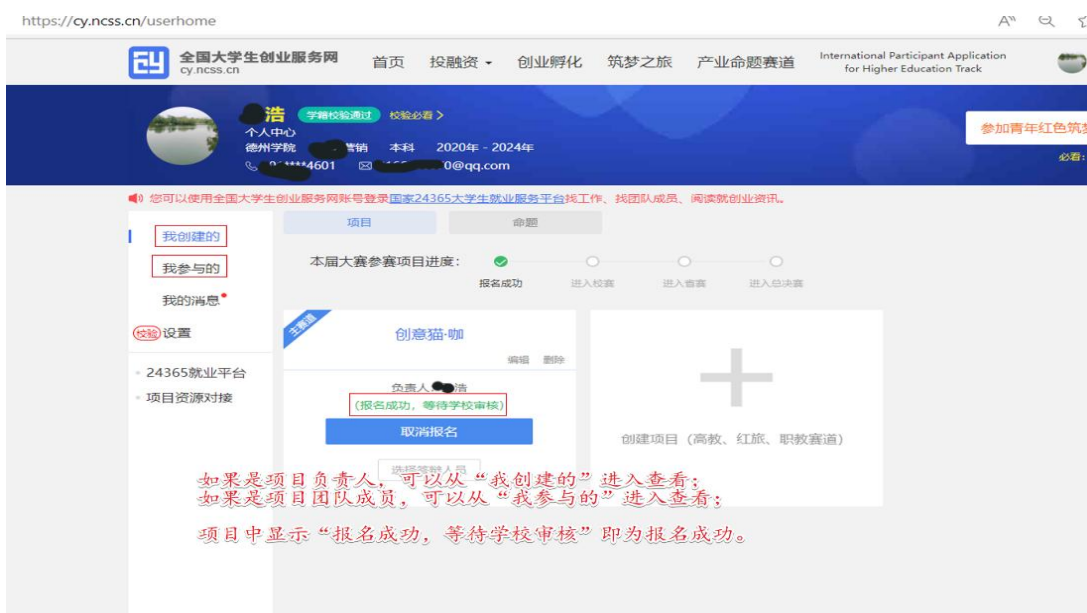 https://cy.ncss.cn/userhome
全国大学生创业服务网
cy.ncss.cn
首页 投融资 创业孵化 筑梦之旅 产业命题赛道
International Participant Application
for Higher Education Track
浩 学籍校验通过 校验必看 >
个人中心
德州学院 营销 本科 2020年 - 2024年
****4601 0@qq.com
参加青年红色筑梦
必看:
您可以使用全国大学生创业服务网账号登录国家24365大学生就业服务平台找工作、找团队成员、阅读就创业资讯。
我创建的
我参与的
我的消息
校验 设置
24365就业平台
项目资源对接
项目 命题
本届大赛参赛项目进度:
报名成功 进入校赛 进入省赛 进入总决赛
主赛道
创意猫·咖
编辑 删除
负责人 浩
(报名成功, 等待学校审核)
取消报名
选择答辩人员
创建项目 (高教、红旅、职教赛道)
如果是项目负责人, 可以从“我创建的”进入查看;
如果是项目团队成员, 可以从“我参与的”进入查看;
项目中显示“报名成功, 等待学校审核”即为报名成功。